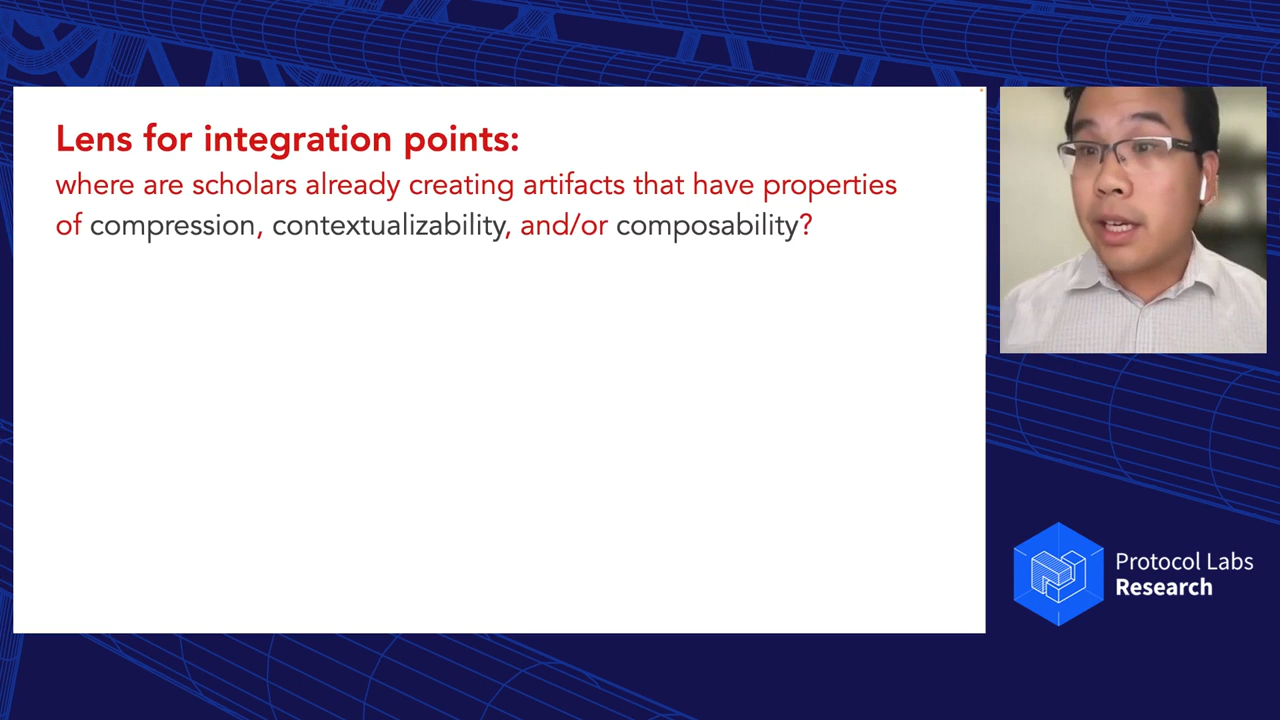 Lens for integration points:
where are scholars already creating artifacts that have properties
of compression, contextualizability, and/or composability?
Protocol Labs
Research